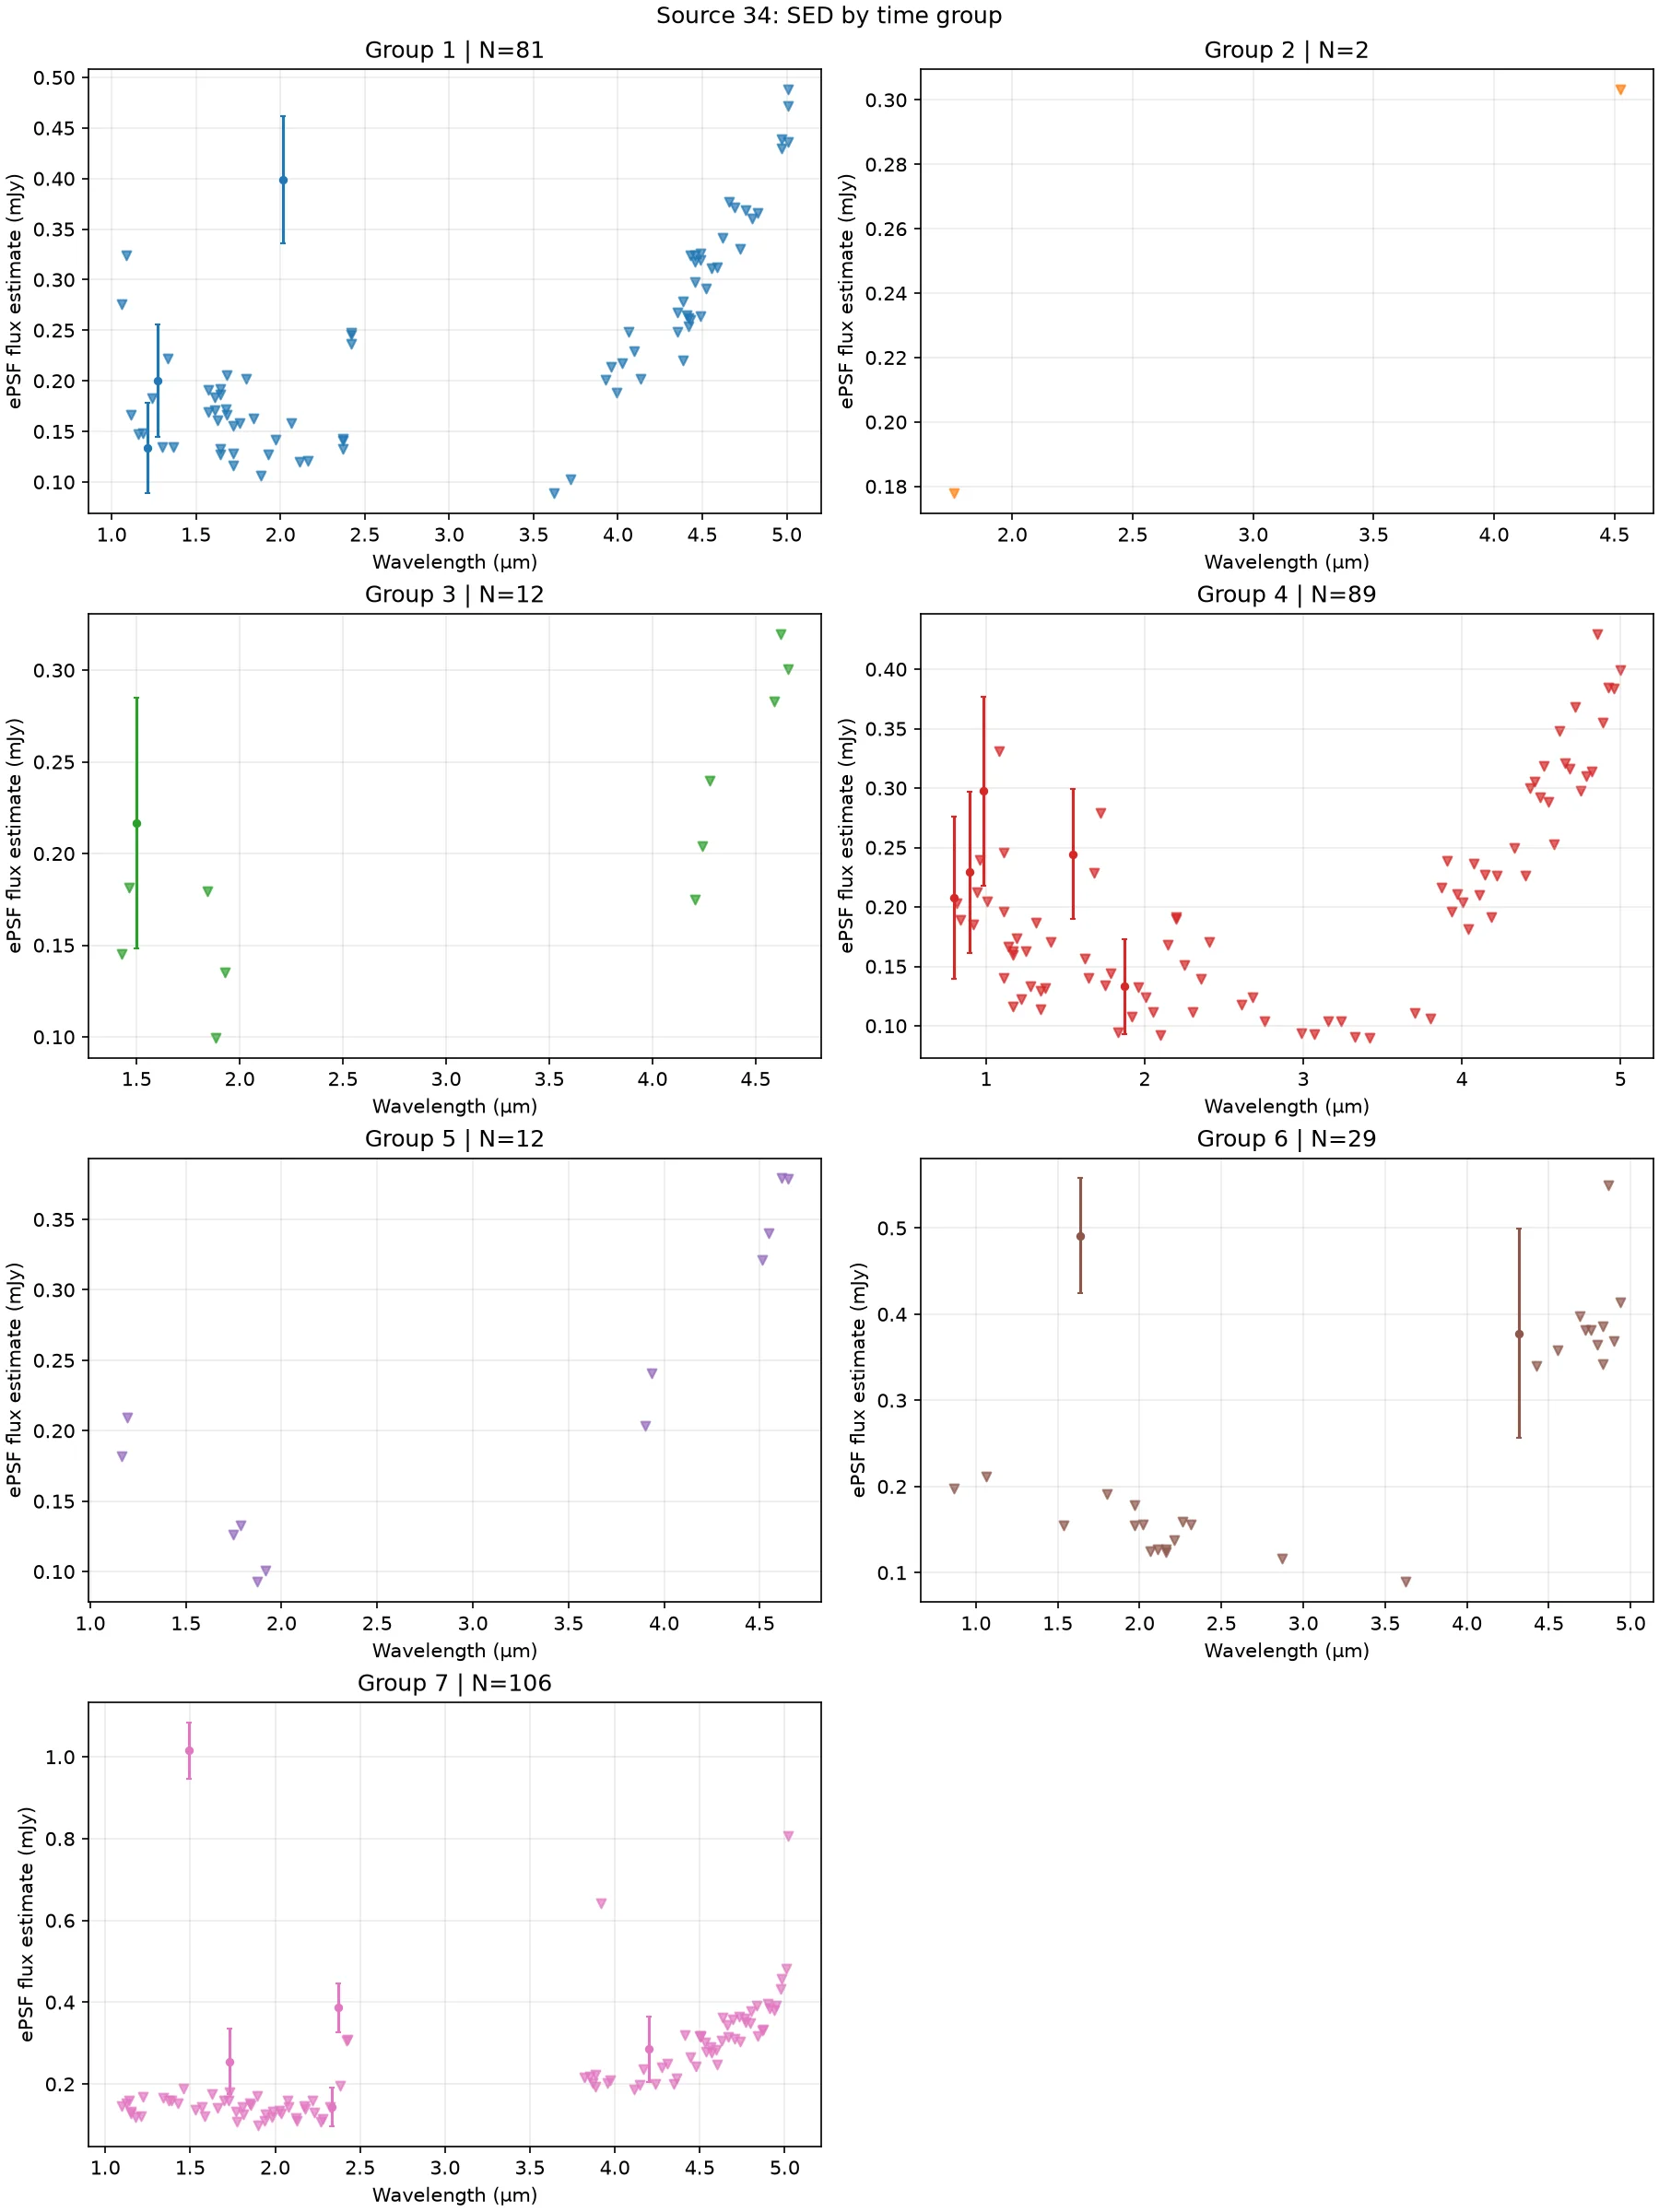 Source 34: SED by time group
Group 1 | N=81
0.50
0.45
0.40
0.35
0.30
0.25
0.20
0.15
0.10
ePSF flux estimate (mJy)
1.0 1.5 2.0 2.5 3.0 3.5 4.0 4.5 5.0
Wavelength (μm)
Group 2 | N=2
0.30
0.28
0.26
0.24
0.22
0.20
0.18
ePSF flux estimate (mJy)
2.0 2.5 3.0 3.5 4.0 4.5
Wavelength (μm)
Group 3 | N=12
0.30
0.25
0.20
0.15
0.10
ePSF flux estimate (mJy)
1.5 2.0 2.5 3.0 3.5 4.0 4.5
Wavelength (μm)
Group 4 | N=89
0.40
0.35
0.30
0.25
0.20
0.15
0.10
ePSF flux estimate (mJy)
1 2 3 4 5
Wavelength (μm)
Group 5 | N=12
0.35
0.30
0.25
0.20
0.15
0.10
ePSF flux estimate (mJy)
1.0 1.5 2.0 2.5 3.0 3.5 4.0 4.5
Wavelength (μm)
Group 6 | N=29
0.5
0.4
0.3
0.2
0.1
ePSF flux estimate (mJy)
1.0 1.5 2.0 2.5 3.0 3.5 4.0 4.5 5.0
Wavelength (μm)
Group 7 | N=106
1.0
0.8
0.6
0.4
0.2
ePSF flux estimate (mJy)
1.0 1.5 2.0 2.5 3.0 3.5 4.0 4.5 5.0
Wavelength (μm)